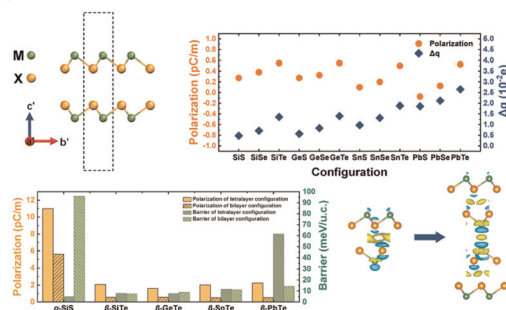 M
X
c'
b'
Polarization (pC/m)
1.0
0.8
0.6
0.4
0.2
0.0
-0.2
-0.4
-0.6
-0.8
-1.0
Polarization
Δq
5.0
4.5
4.0
3.5
3.0
2.5
2.0
1.5
1.0
0.5
0.0
Δq (10⁻²e)
SiS SiSe SiTe GeS GeSe GeTe SnS SnSe SnTe PbS PbSe PbTe
Configuration
Polarization (pC/m)
12
10
8
6
4
2
0
Polarization of tetralayer configuration
Polarization of bilayer configuration
Barrier of tetralayer configuration
Barrier of bilayer configuration
100
90
80
70
60
50
40
30
20
10
0
Barrier (meV/u.c.)
α-SiS β-SiTe β-GeTe β-SnTe β-PbTe